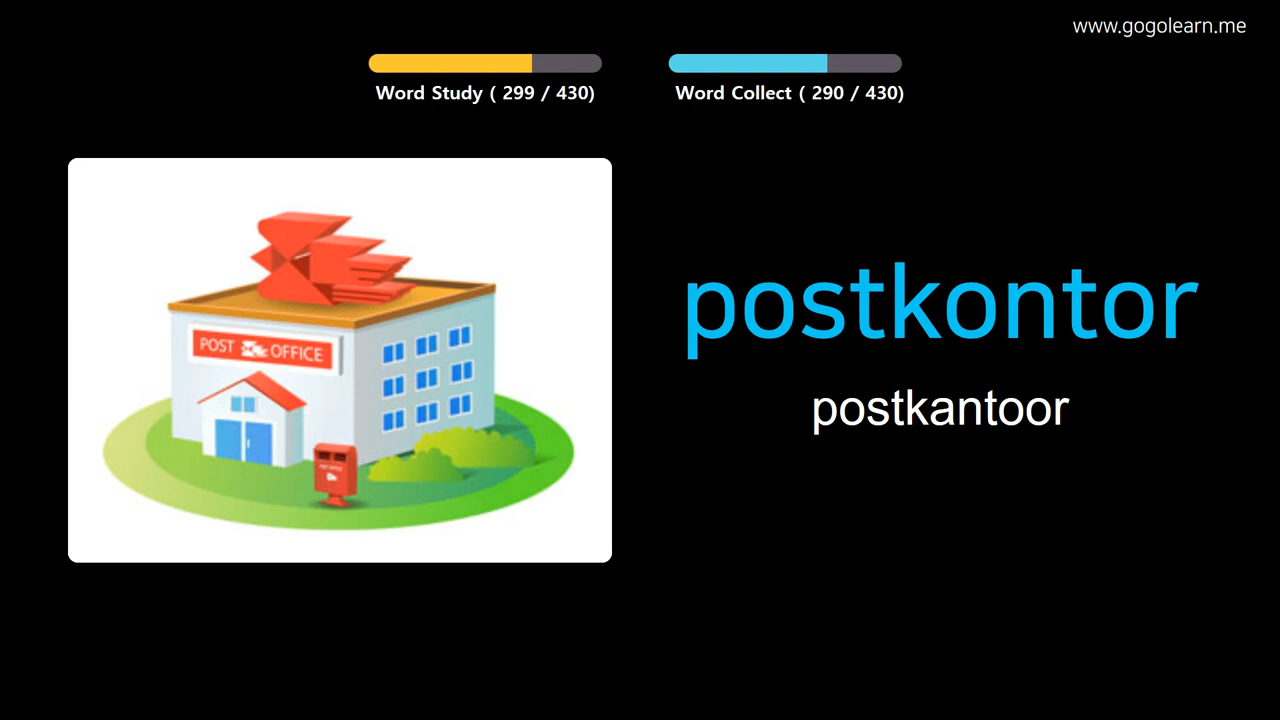 www.gogolearn.me
Word Study ( 299 / 430)
Word Collect ( 290 / 430)
POST OFFICE
postkontor
postkantoor